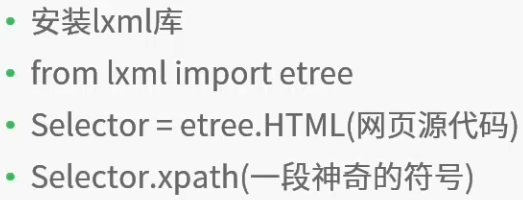 安装lxml库
from lxml import etree
Selector = etree.HTML(网页源代码)
Selector.xpath(一段神奇的符号)